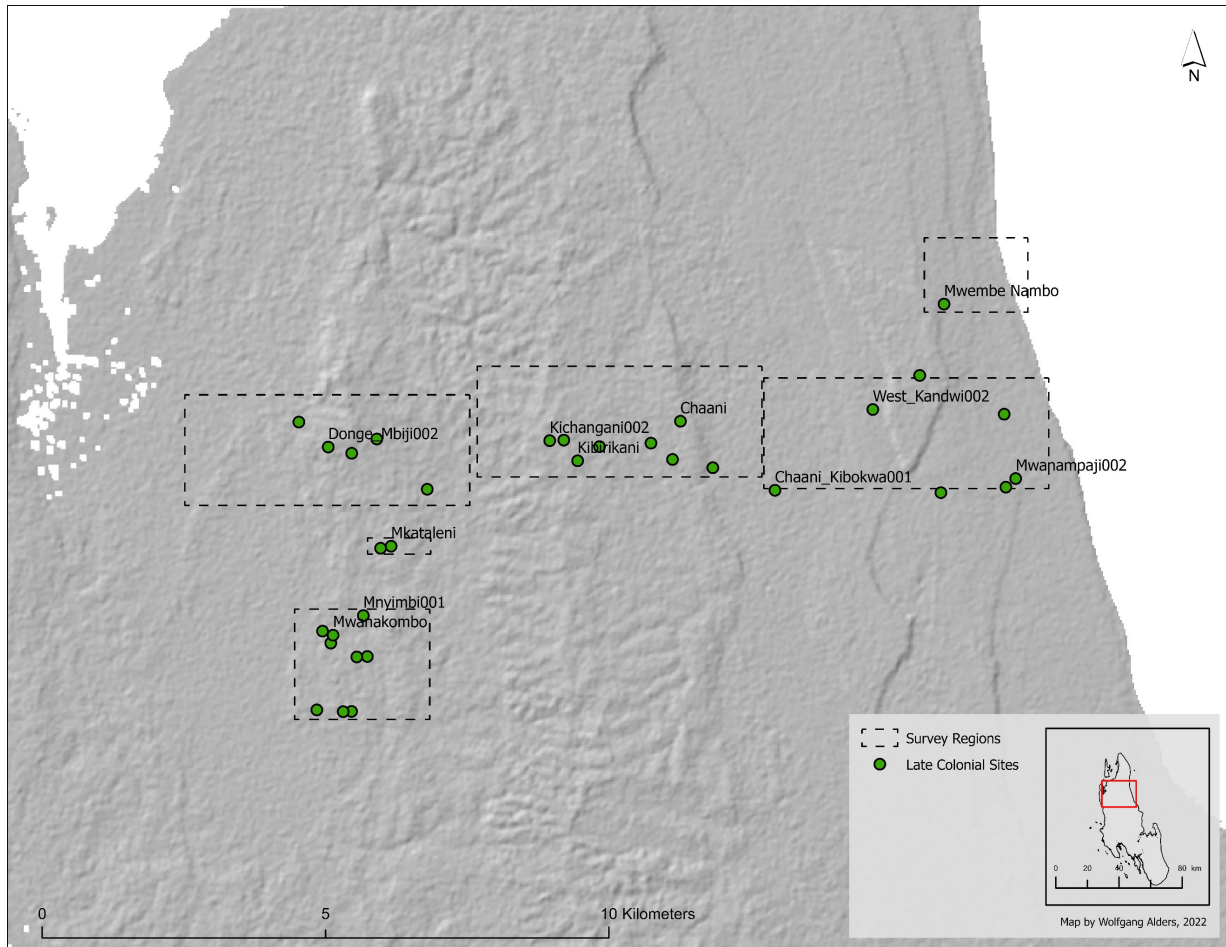 N
Mwembe Nambo
West_Kandwi002
Chaani
Kichangani002
Donge_Mbiji002
Kibirikani
Mwanampaji002
Chaani_Kibokwa001
Mkataleni
Mnyimbi001
Mwanakombo
Survey Regions
Late Colonial Sites
0 20 40 80 km
Map by Wolfgang Alders, 2022
0 5 10 Kilometers